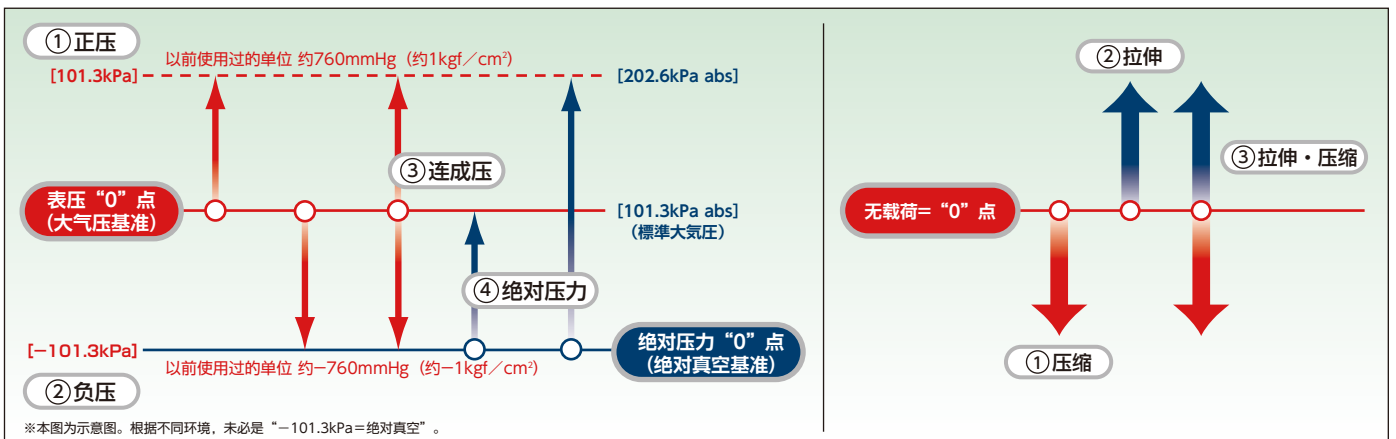 ①正压
以前使用过的单位 约760mmHg（约1kgf／cm²）
[101.3kPa]
[202.6kPa abs]
③连成压
表压“0”点
（大气压基准）
[101.3kPa abs]
（標準大気圧）
④绝对压力
[−101.3kPa]
绝对压力“0”点
（绝对真空基准）
以前使用过的单位 约−760mmHg（约−1kgf／cm²）
②负压
※本图为示意图。根据不同环境，未必是“−101.3kPa＝绝对真空”。
②拉伸
③拉伸・压缩
无载荷＝“0”点
①压缩